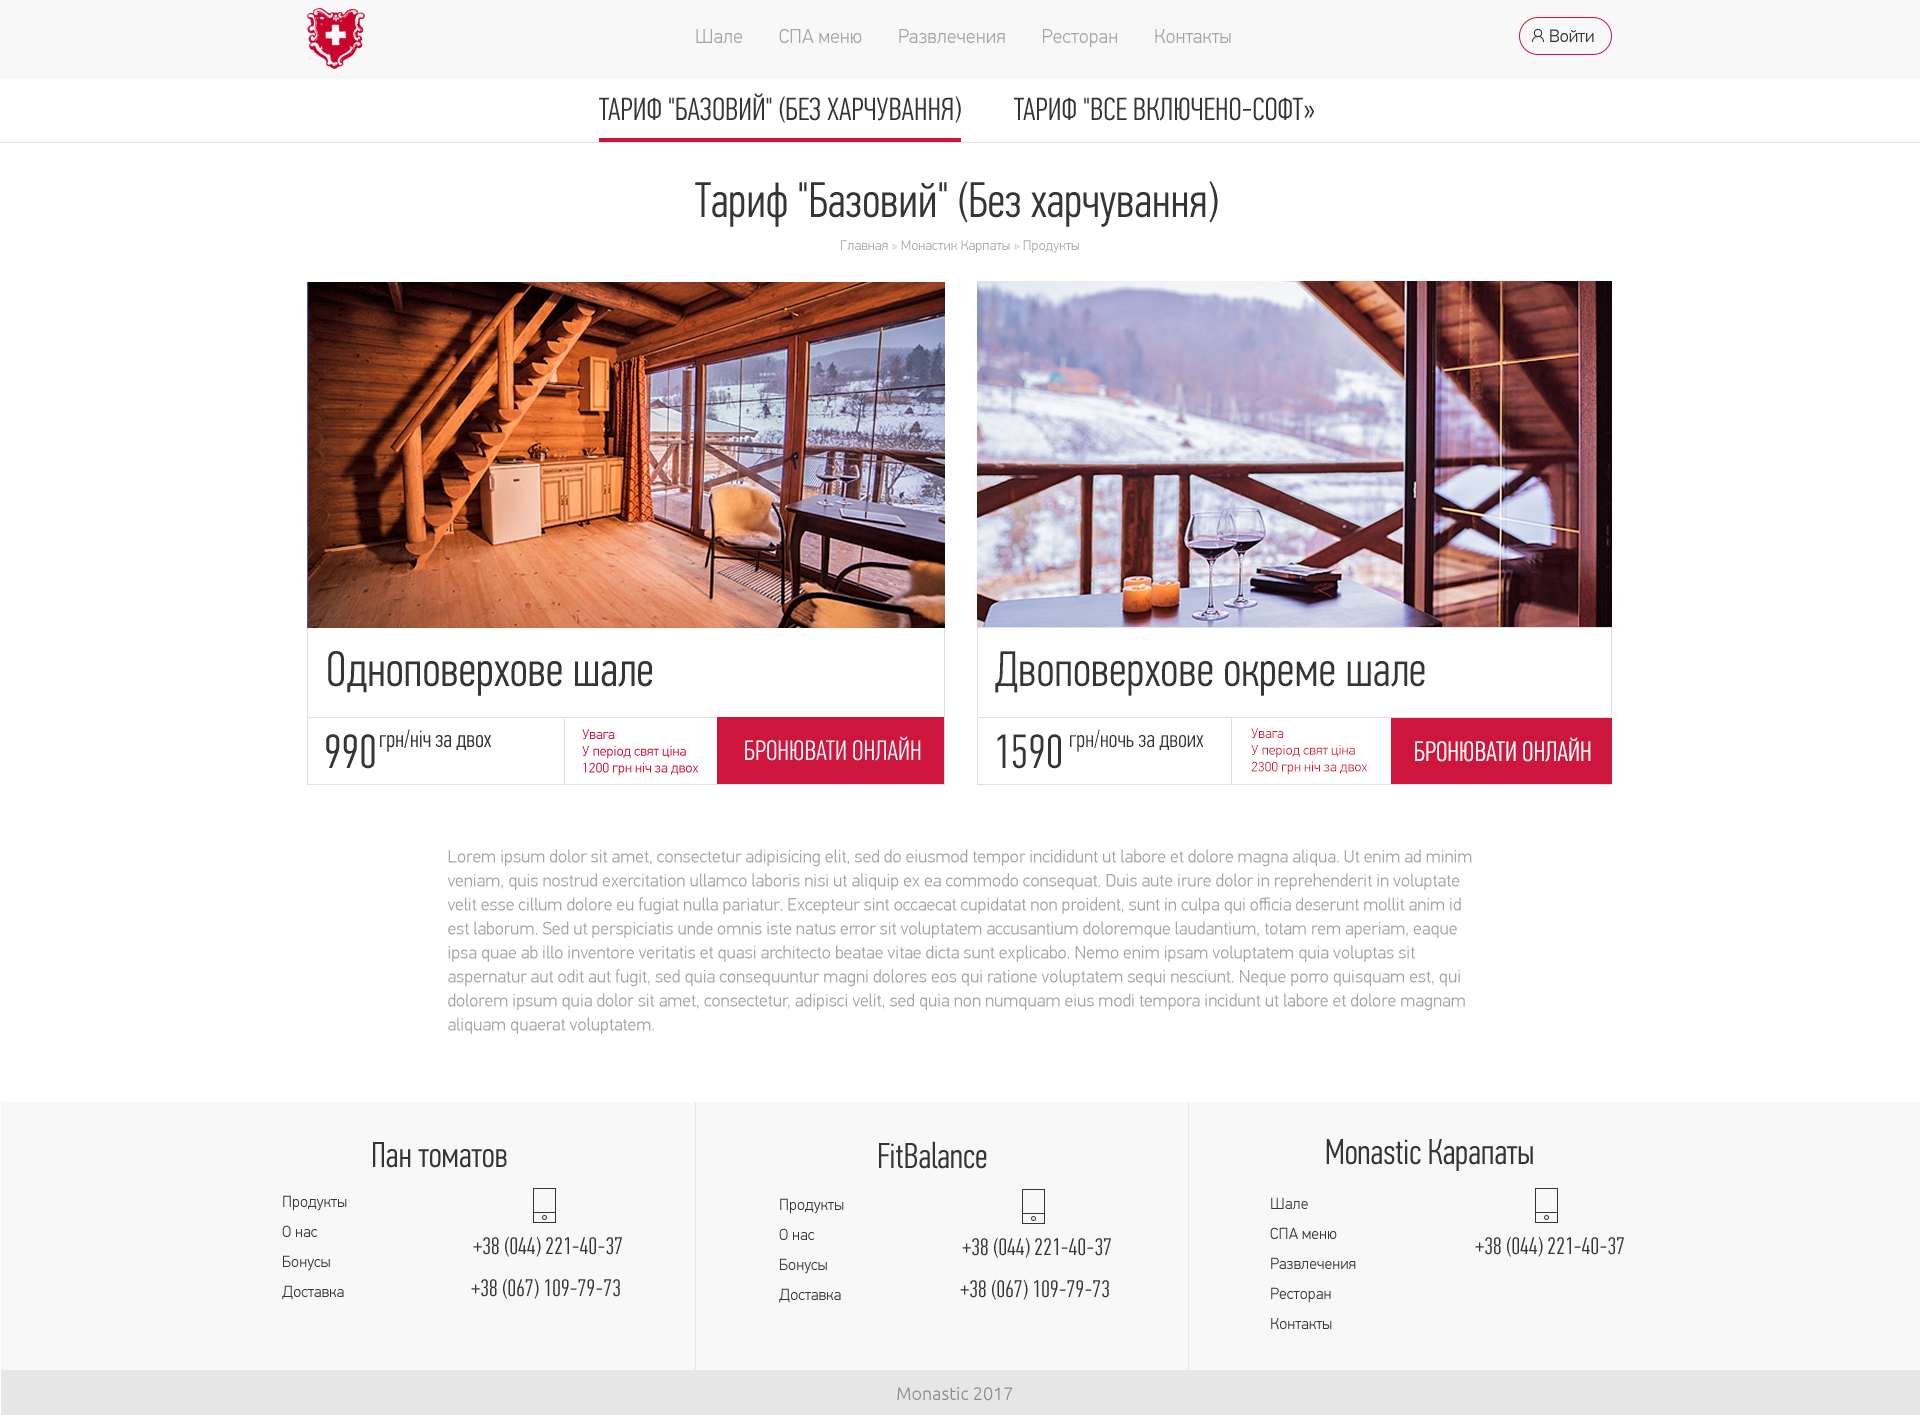 Шале СПА меню Развлечения Ресторан Контакты Войти
ТАРИФ "БАЗОВИЙ" (БЕЗ ХАРЧУВАННЯ) ТАРИФ "ВСЕ ВКЛЮЧЕНО-СОФТ»
Тариф "Базовий" (Без харчування)
Главная » Монастик Карпаты » Продукты
Одноповерхове шале
990 грн/ніч за двох
Увага
У період свят ціна
1200 грн ніч за двох
БРОНЮВАТИ ОНЛАЙН
Двоповерхове окреме шале
1590 грн/ночь за двоих
Увага
У період свят ціна
2300 грн ніч за двох
БРОНЮВАТИ ОНЛАЙН
Lorem ipsum dolor sit amet, consectetur adipisicing elit, sed do eiusmod tempor incididunt ut labore et dolore magna aliqua. Ut enim ad minim
veniam, quis nostrud exercitation ullamco laboris nisi ut aliquip ex ea commodo consequat. Duis aute irure dolor in reprehenderit in voluptate
velit esse cillum dolore eu fugiat nulla pariatur. Excepteur sint occaecat cupidatat non proident, sunt in culpa qui officia deserunt mollit anim id
est laborum. Sed ut perspiciatis unde omnis iste natus error sit voluptatem accusantium doloremque laudantium, totam rem aperiam, eaque
ipsa quae ab illo inventore veritatis et quasi architecto beatae vitae dicta sunt explicabo. Nemo enim ipsam voluptatem quia voluptas sit
aspernatur aut odit aut fugit, sed quia consequuntur magni dolores eos qui ratione voluptatem sequi nesciunt. Neque porro quisquam est, qui
dolorem ipsum quia dolor sit amet, consectetur, adipisci velit, sed quia non numquam eius modi tempora incidunt ut labore et dolore magnam
aliquam quaerat voluptatem.
Пан томатов
Продукты
О нас
Бонусы
Доставка
+38 (044) 221-40-37
+38 (067) 109-79-73
FitBalance
Продукты
О нас
Бонусы
Доставка
+38 (044) 221-40-37
+38 (067) 109-79-73
Monastic Карапаты
Шале
СПА меню
Развлечения
Ресторан
Контакты
+38 (044) 221-40-37
Monastic 2017